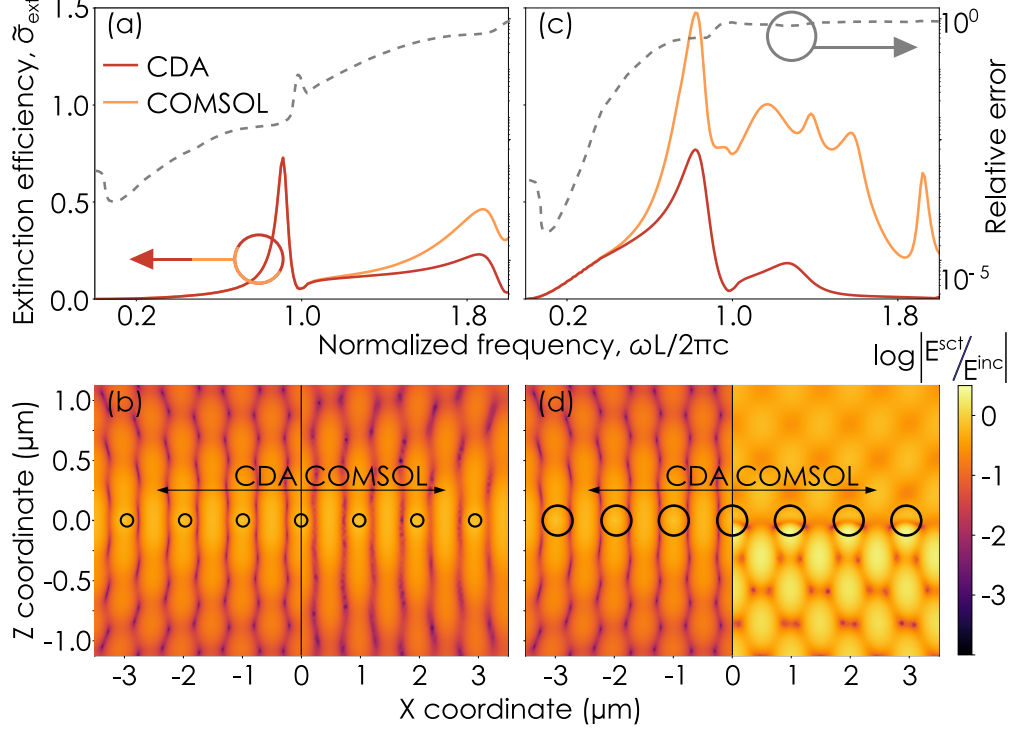 (a)
(c)
Extinction efficiency, σ̃ext
1.5
1.0
0.5
0.0
CDA
COMSOL
0.2
1.0
1.8
0.2
1.0
1.8
10⁰
10⁻⁵
Relative error
Normalized frequency, ωL/2πc
log|Eˢᶜᵗ/Eⁱⁿᶜ|
(b)
(d)
Z coordinate (μm)
1.0
0.5
0.0
-0.5
-1.0
CDA COMSOL
CDA COMSOL
0
-1
-2
-3
-3 -2 -1 0 1 2 3
-3 -2 -1 0 1 2 3
X coordinate (μm)